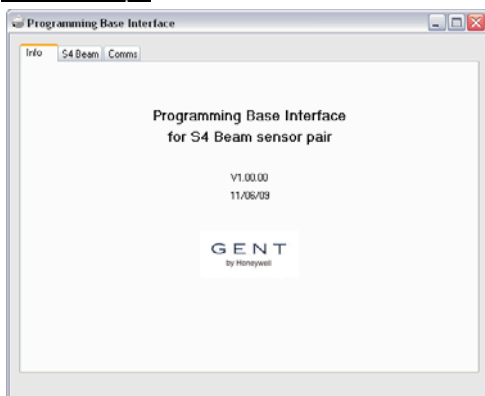 Programming Base Interface
Info S4 Beam Comms
Programming Base Interface
for S4 Beam sensor pair
V1.00.00
11/06/09
GENT
by Honeywell